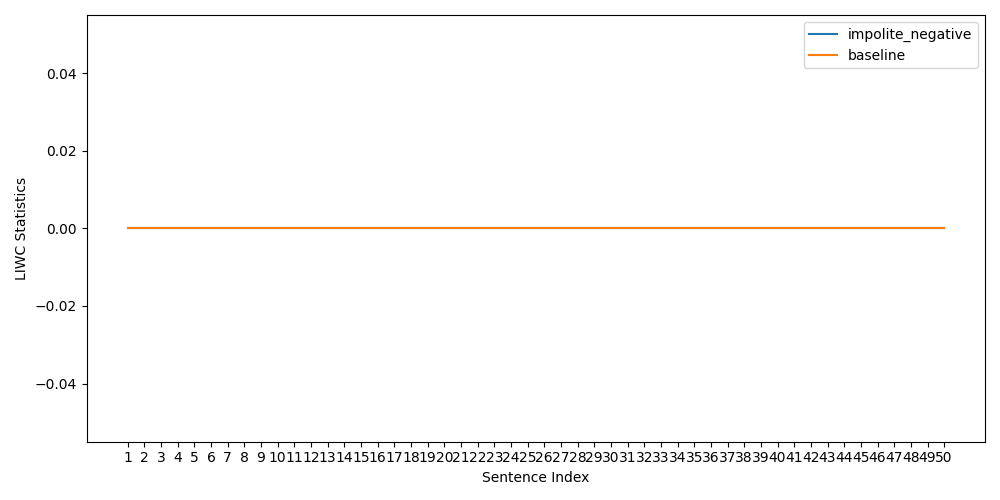 impolite_negative
baseline
0.04
0.02
0.00
−0.02
−0.04
LIWC Statistics
1 2 3 4 5 6 7 8 9 10 11 12 13 14 15 16 17 18 19 20 21 22 23 24 25 26 27 28 29 30 31 32 33 34 35 36 37 38 39 40 41 42 43 44 45 46 47 48 49 50
Sentence Index